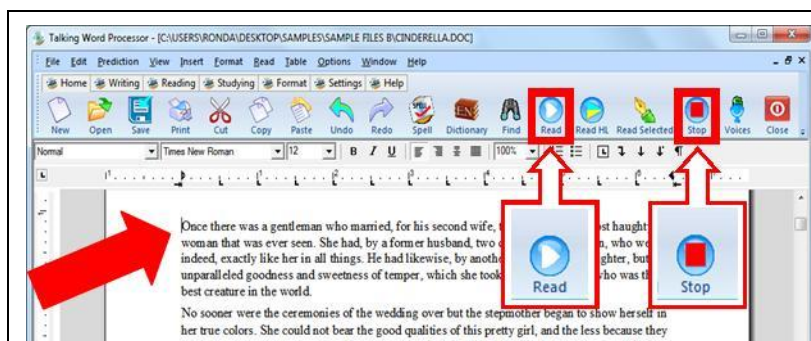 Talking Word Processor - [C:\USERS\RONDA\DESKTOP\SAMPLES\SAMPLE FILES B\CINDERELLA.DOC]
File Edit Prediction View Insert Format Read Table Options Window Help
Home Writing Reading Studying Format Settings Help
New Open Save Print Cut Copy Paste Undo Redo Spell Dictionary Find Read Read HL Read Selected Stop Voices Close
Normal Times New Roman 12 B I U 100%
Once there was a gentleman who married, for his second wife, haught
woman that was ever seen. She had, by a former husband, two who
indeed, exactly like her in all things. He had likewise, by but
unparalleled goodness and sweetness of temper, which she took who was
best creature in the world.
Read
Stop
No sooner were the ceremonies of the wedding over but the stepmother began to show herself in
her true colors. She could not bear the good qualities of this pretty girl, and the less because they